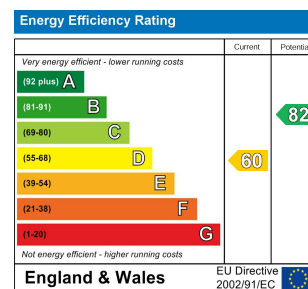 Energy Efficiency Rating
Current Potentia
Very energy efficient - lower running costs
(92 plus) A
(81-91) B
82
(69-80) C
(55-68) D
60
(39-54) E
(21-38) F
(1-20) G
Not energy efficient - higher running costs
England & Wales
EU Directive
2002/91/EC